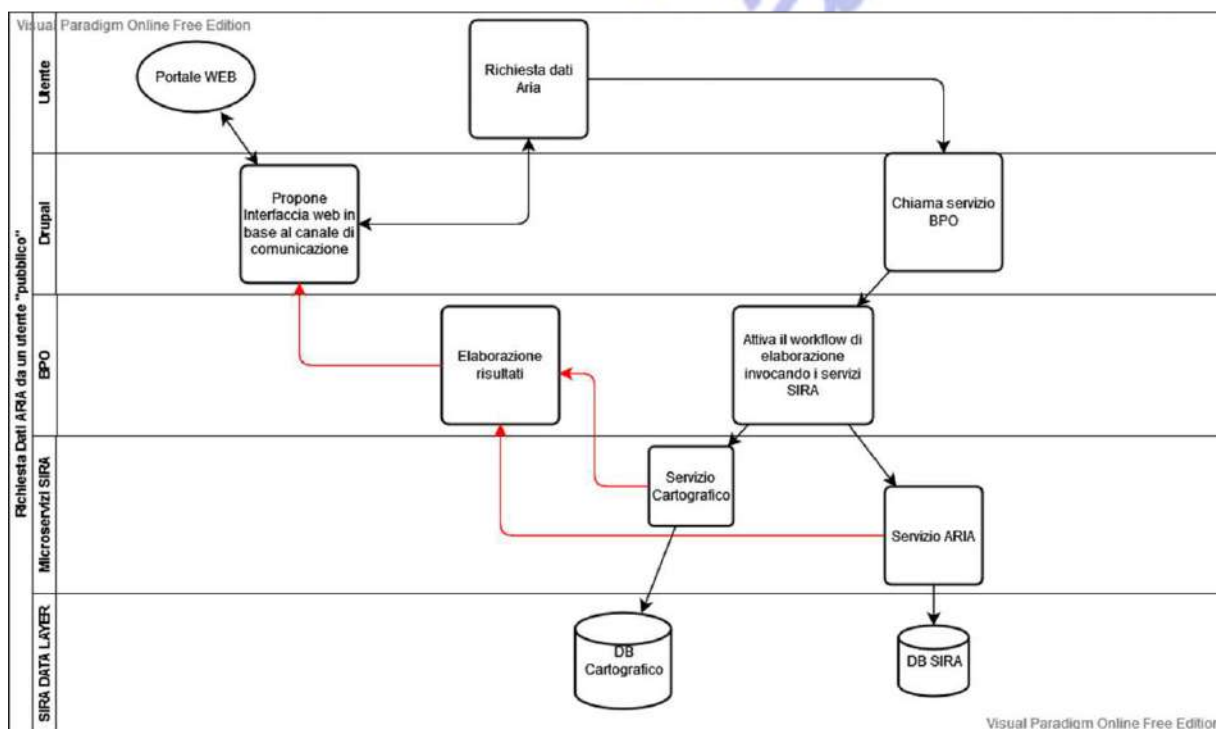 Visual Paradigm Online Free Edition
Richiesta Dati ARIA da un utente "pubblico"
Utente
Portale WEB
Richiesta dati
Aria
Drupal
Propone
Interfaccia web in
base al canale di
comunicazione
Chiama servizio
BPO
BPO
Elaborazione
risultati
Attiva il workflow di
elaborazione
invocando i servizi
SIRA
Microservizi SIRA
Servizio
Cartografico
Servizio ARIA
SIRA DATA LAYER
DB
Cartografico
DB SIRA
Visual Paradigm Online Free Edition